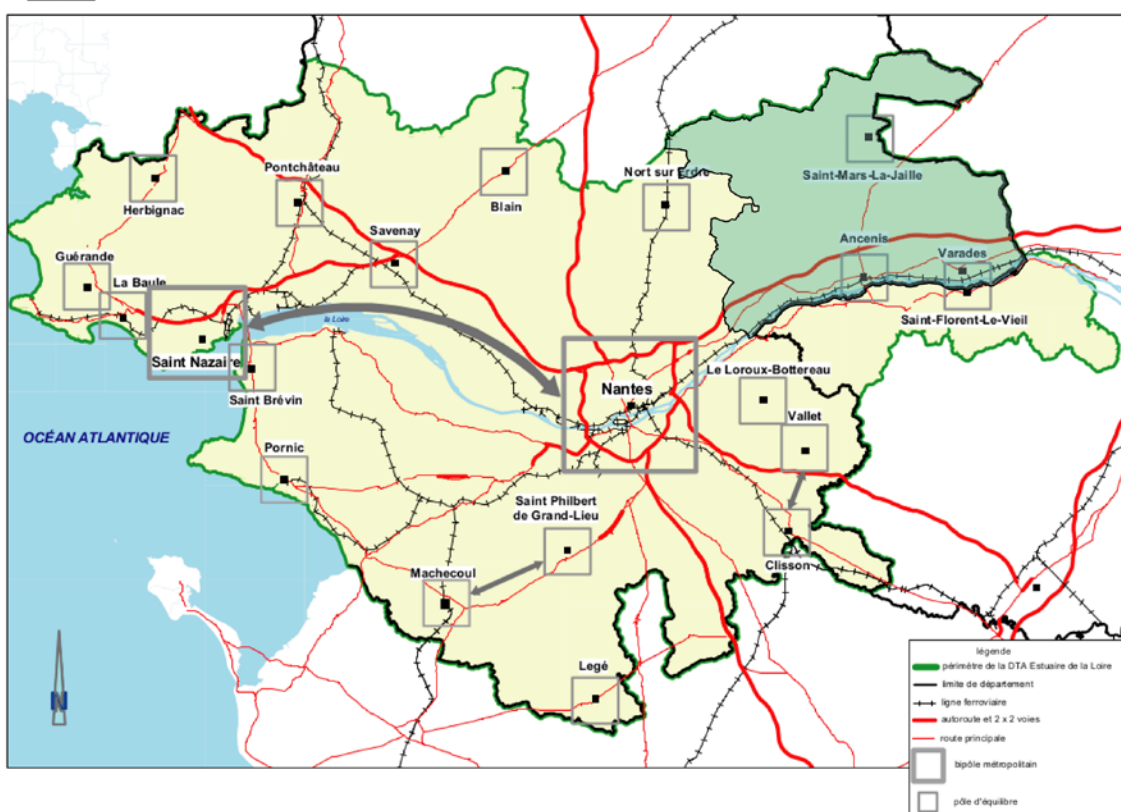 Herbignac
Pontchâteau
Blain
Nort sur Erdre
Saint-Mars-La-Jaille
Guérande
La Baule
Savenay
Ancenis
Varades
Saint-Florent-Le-Vieil
Saint Nazaire
la Loire
Saint Brévin
Nantes
Le Loroux-Bottereau
Vallet
OCÉAN ATLANTIQUE
Pornic
Saint Philbert
de Grand-Lieu
Machecoul
Clisson
Legé
légende
périmètre de la DTA Estuaire de la Loire
limite de département
ligne ferroviaire
autoroute et 2 x 2 voies
route principale
bipôle métropolitain
pôle d'équilibre
N